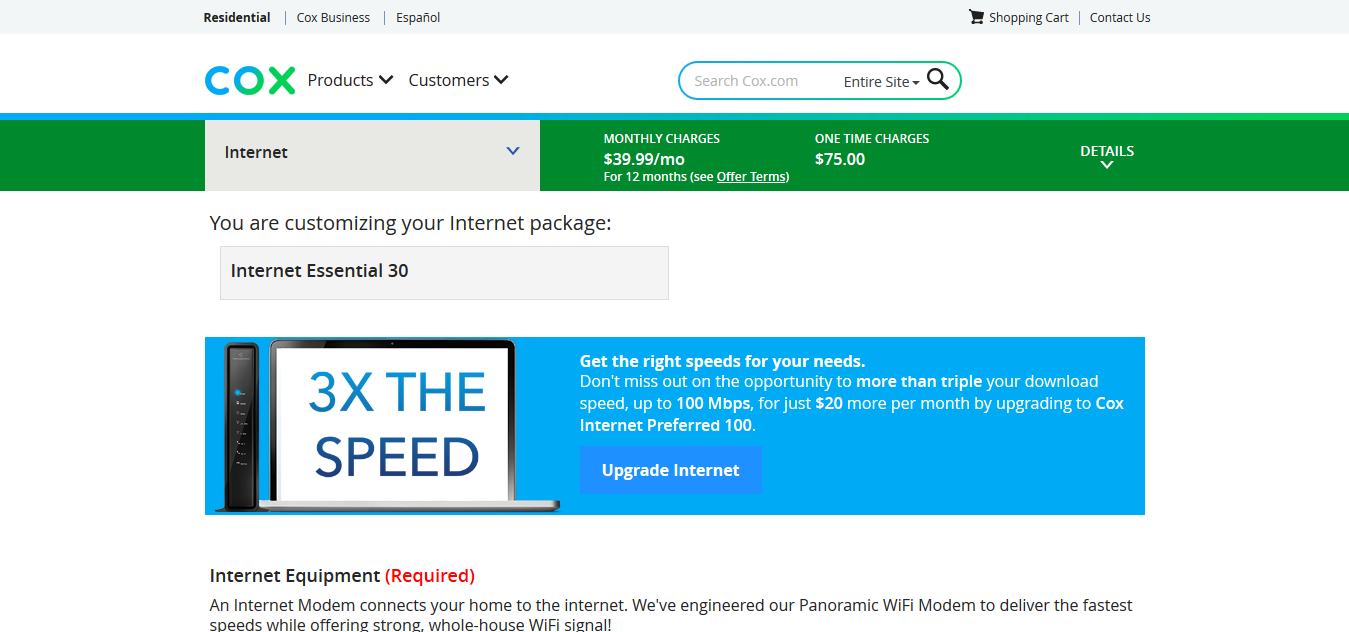 Residential
Cox Business
Español
Shopping Cart
Contact Us
COX
Products
Customers
Search Cox.com
Entire Site
Internet
MONTHLY CHARGES
$39.99/mo
For 12 months (see Offer Terms)
ONE TIME CHARGES
$75.00
DETAILS
You are customizing your Internet package:
Internet Essential 30
3X THE
SPEED
Get the right speeds for your needs.
Don't miss out on the opportunity to more than triple your download
speed, up to 100 Mbps, for just $20 more per month by upgrading to Cox
Internet Preferred 100.
Upgrade Internet
Internet Equipment (Required)
An Internet Modem connects your home to the internet. We've engineered our Panoramic WiFi Modem to deliver the fastest
speeds while offering strong, whole-house WiFi signal!